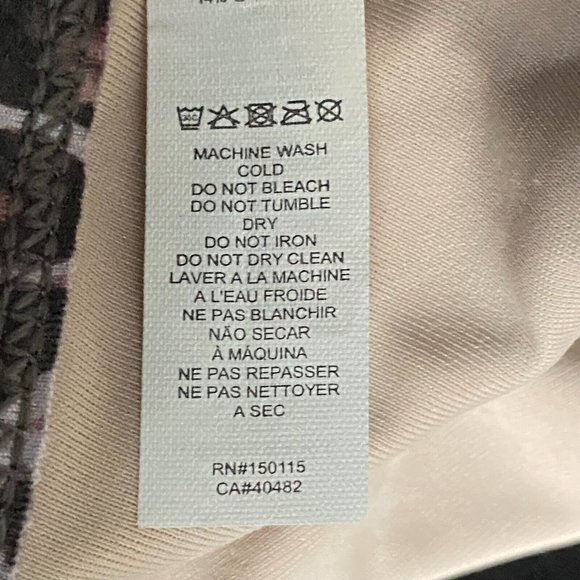 MACHINE WASH
COLD
DO NOT BLEACH
DO NOT TUMBLE
DRY
DO NOT IRON
DO NOT DRY CLEAN
LAVER A LA MACHINE
A L'EAU FROIDE
NE PAS BLANCHIR
NÃO SECAR
À MÁQUINA
NE PAS REPASSER
NE PAS NETTOYER
A SEC
RN#150115
CA#40482